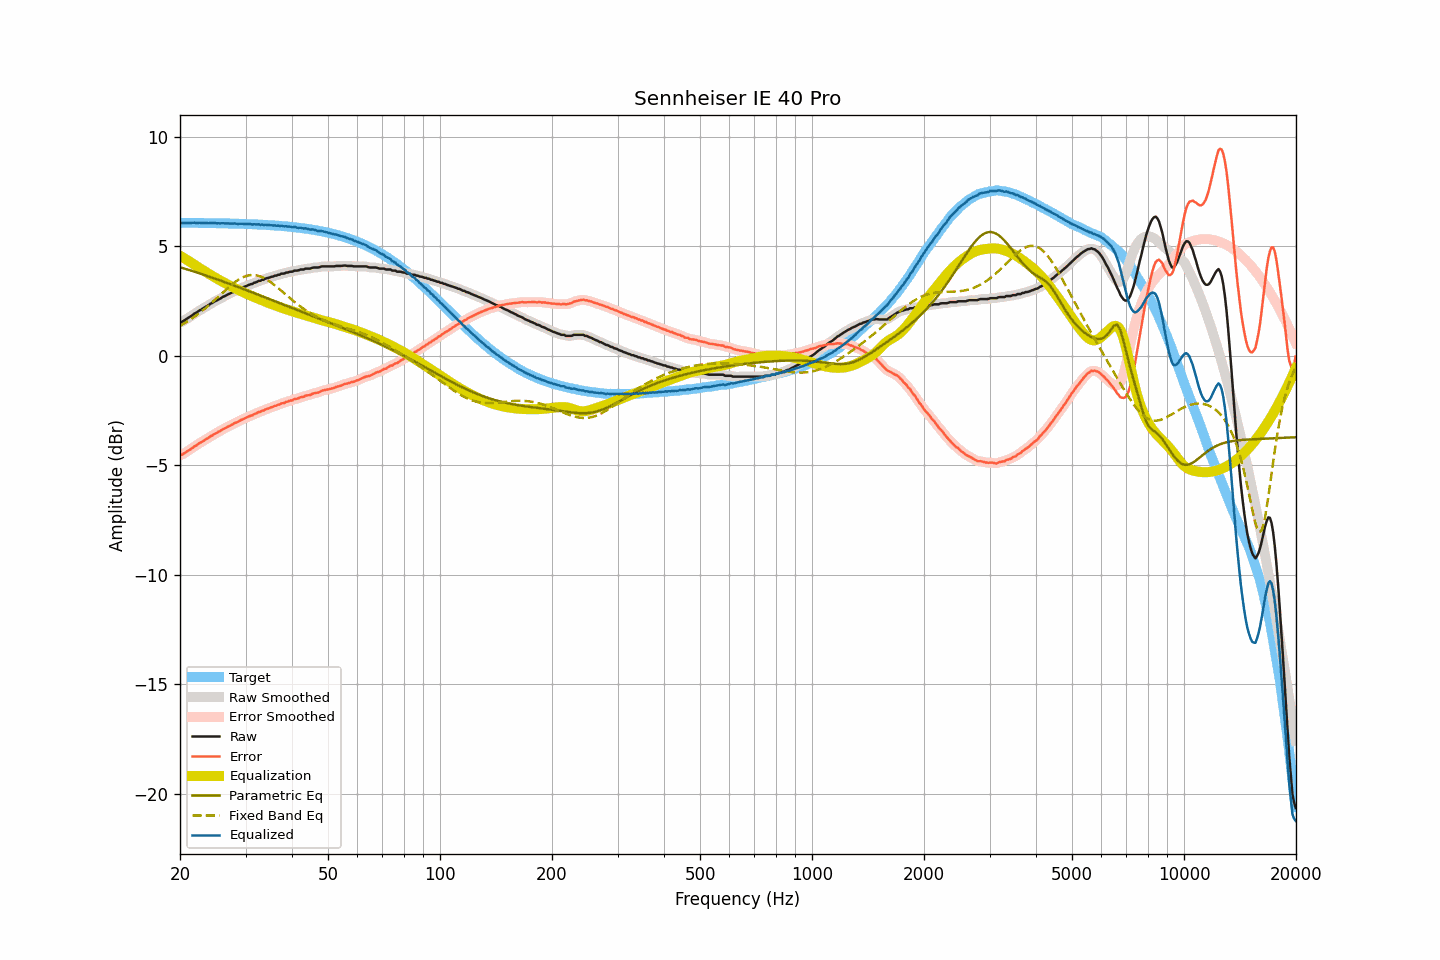 Sennheiser IE 40 Pro
10
5
0
−5
−10
−15
−20
Amplitude (dBr)
Target
Raw Smoothed
Error Smoothed
Raw
Error
Equalization
Parametric Eq
Fixed Band Eq
Equalized
20 50 100 200 500 1000 2000 5000 10000 20000
Frequency (Hz)